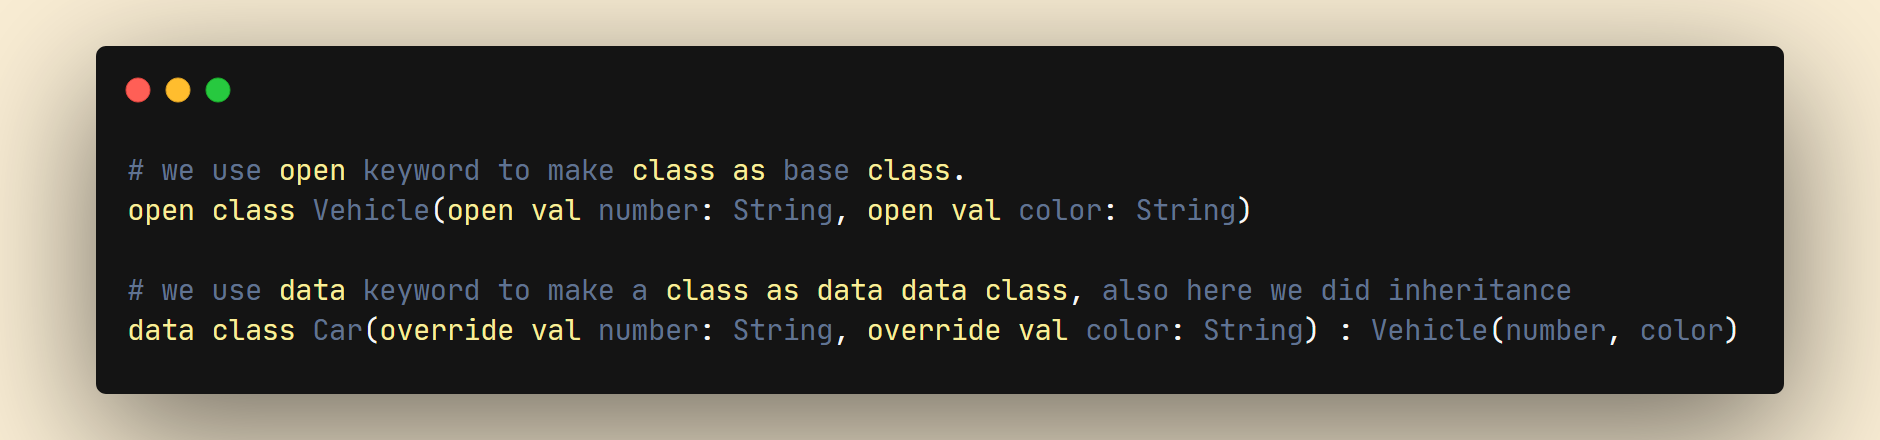 # we use open keyword to make class as base class.
open class Vehicle(open val number: String, open val color: String)
# we use data keyword to make a class as data data class, also here we did inheritance
data class Car(override val number: String, override val color: String) : Vehicle(number, color)